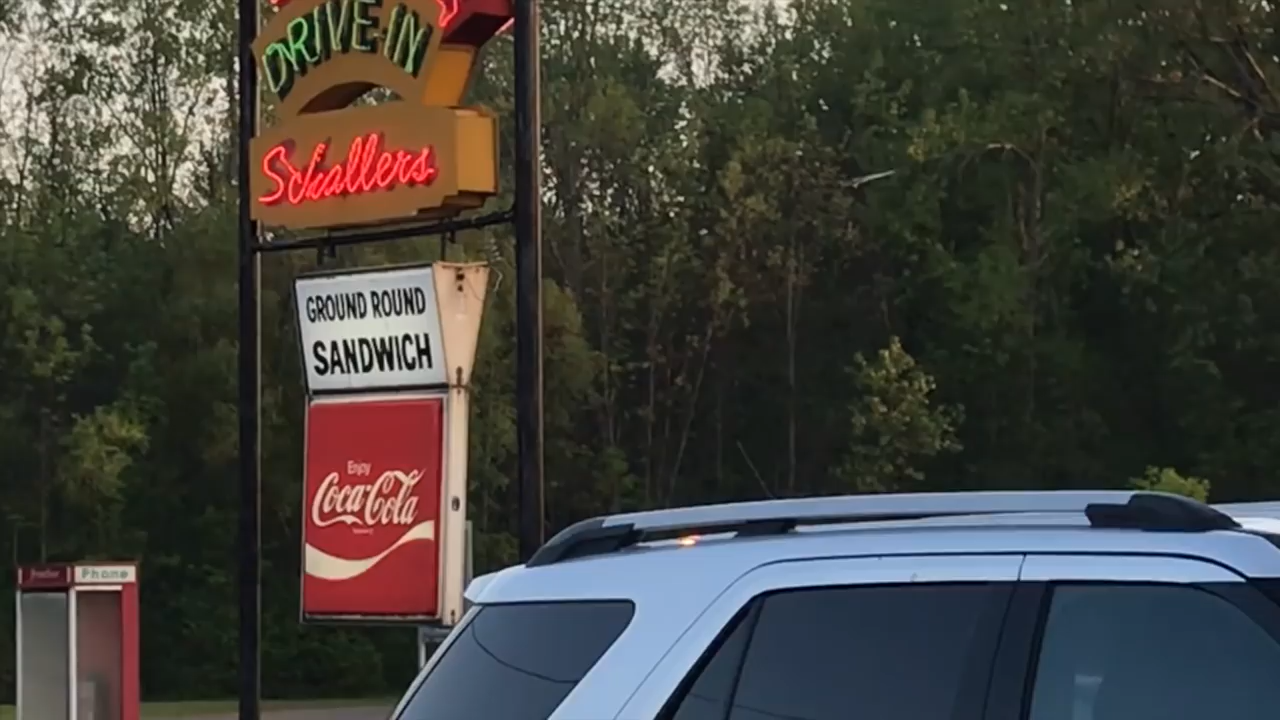 DRIVE-IN
Schallers
GROUND ROUND
SANDWICH
Enjoy
Coca-Cola
Phone